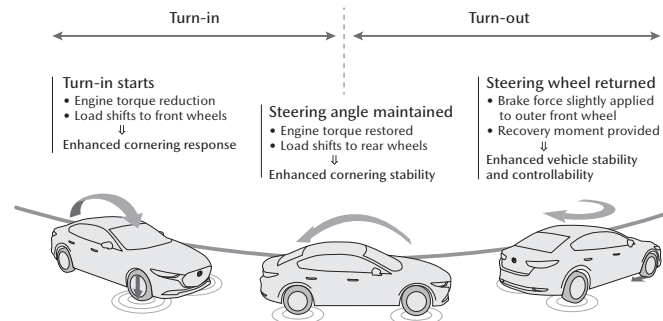 Turn-in
Turn-out
Turn-in starts
• Engine torque reduction
• Load shifts to front wheels
⇓
Enhanced cornering response
Steering angle maintained
• Engine torque restored
• Load shifts to rear wheels
⇓
Enhanced cornering stability
Steering wheel returned
• Brake force slightly applied
to outer front wheel
• Recovery moment provided
⇓
Enhanced vehicle stability
and controllability